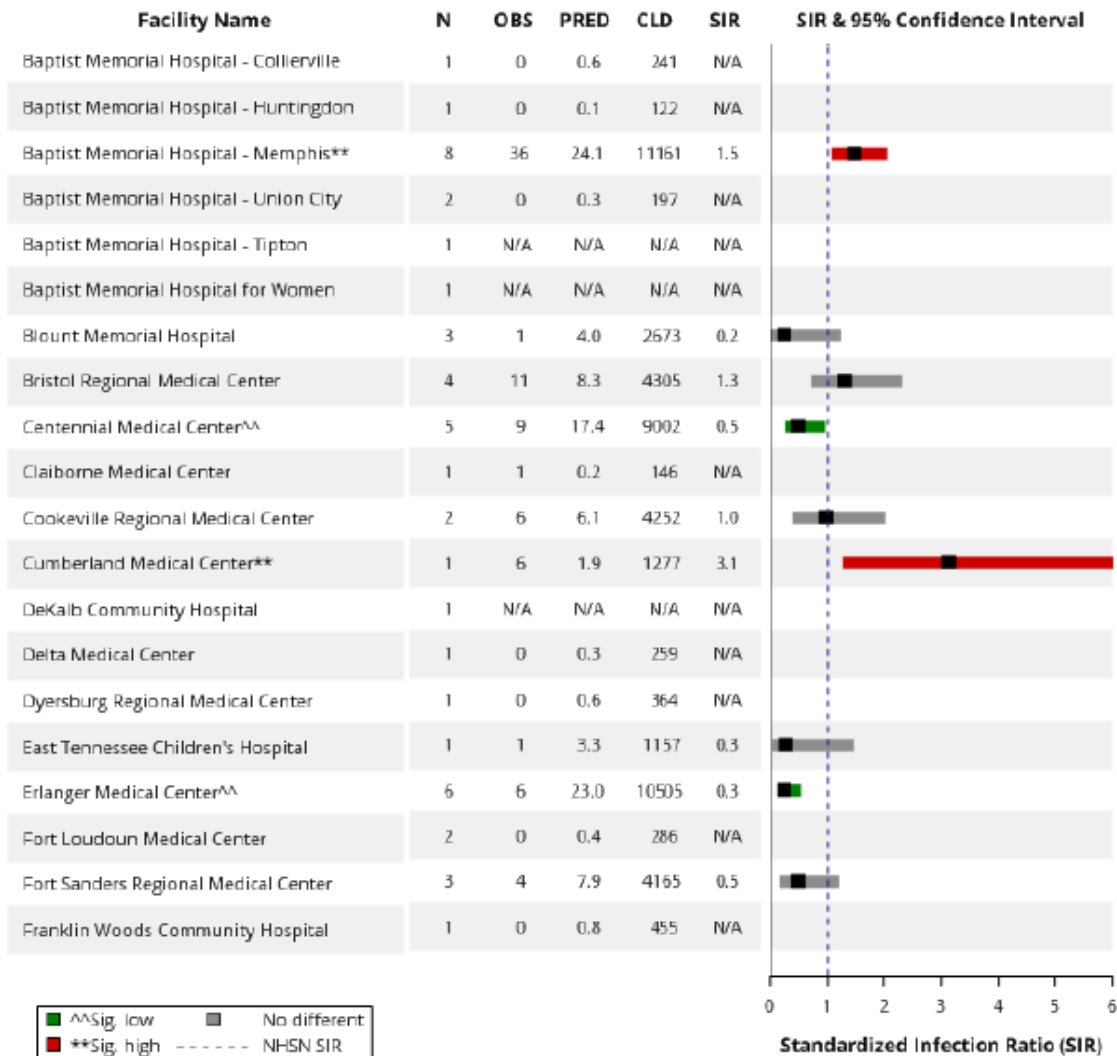 Facility Name N OBS PRED CLD SIR SIR & 95% Confidence Interval
Baptist Memorial Hospital - Collierville 1 0 0.6 241 N/A
Baptist Memorial Hospital - Huntingdon 1 0 0.1 122 N/A
Baptist Memorial Hospital - Memphis** 8 36 24.1 11161 1.5
Baptist Memorial Hospital - Union City 2 0 0.3 197 N/A
Baptist Memorial Hospital - Tipton 1 N/A N/A N/A N/A
Baptist Memorial Hospital for Women 1 N/A N/A N/A N/A
Blount Memorial Hospital 3 1 4.0 2673 0.2
Bristol Regional Medical Center 4 11 8.3 4305 1.3
Centennial Medical Center^^ 5 9 17.4 9002 0.5
Claiborne Medical Center 1 1 0.2 146 N/A
Cookeville Regional Medical Center 2 6 6.1 4252 1.0
Cumberland Medical Center** 1 6 1.9 1277 3.1
DeKalb Community Hospital 1 N/A N/A N/A N/A
Delta Medical Center 1 0 0.3 259 N/A
Dyersburg Regional Medical Center 1 0 0.6 364 N/A
East Tennessee Children's Hospital 1 1 3.3 1157 0.3
Erlanger Medical Center^^ 6 6 23.0 10505 0.3
Fort Loudoun Medical Center 2 0 0.4 286 N/A
Fort Sanders Regional Medical Center 3 4 7.9 4165 0.5
Franklin Woods Community Hospital 1 0 0.8 455 N/A
0 1 2 3 4 5 6
^^Sig. low No different
**Sig. high NHSN SIR
Standardized Infection Ratio (SIR)